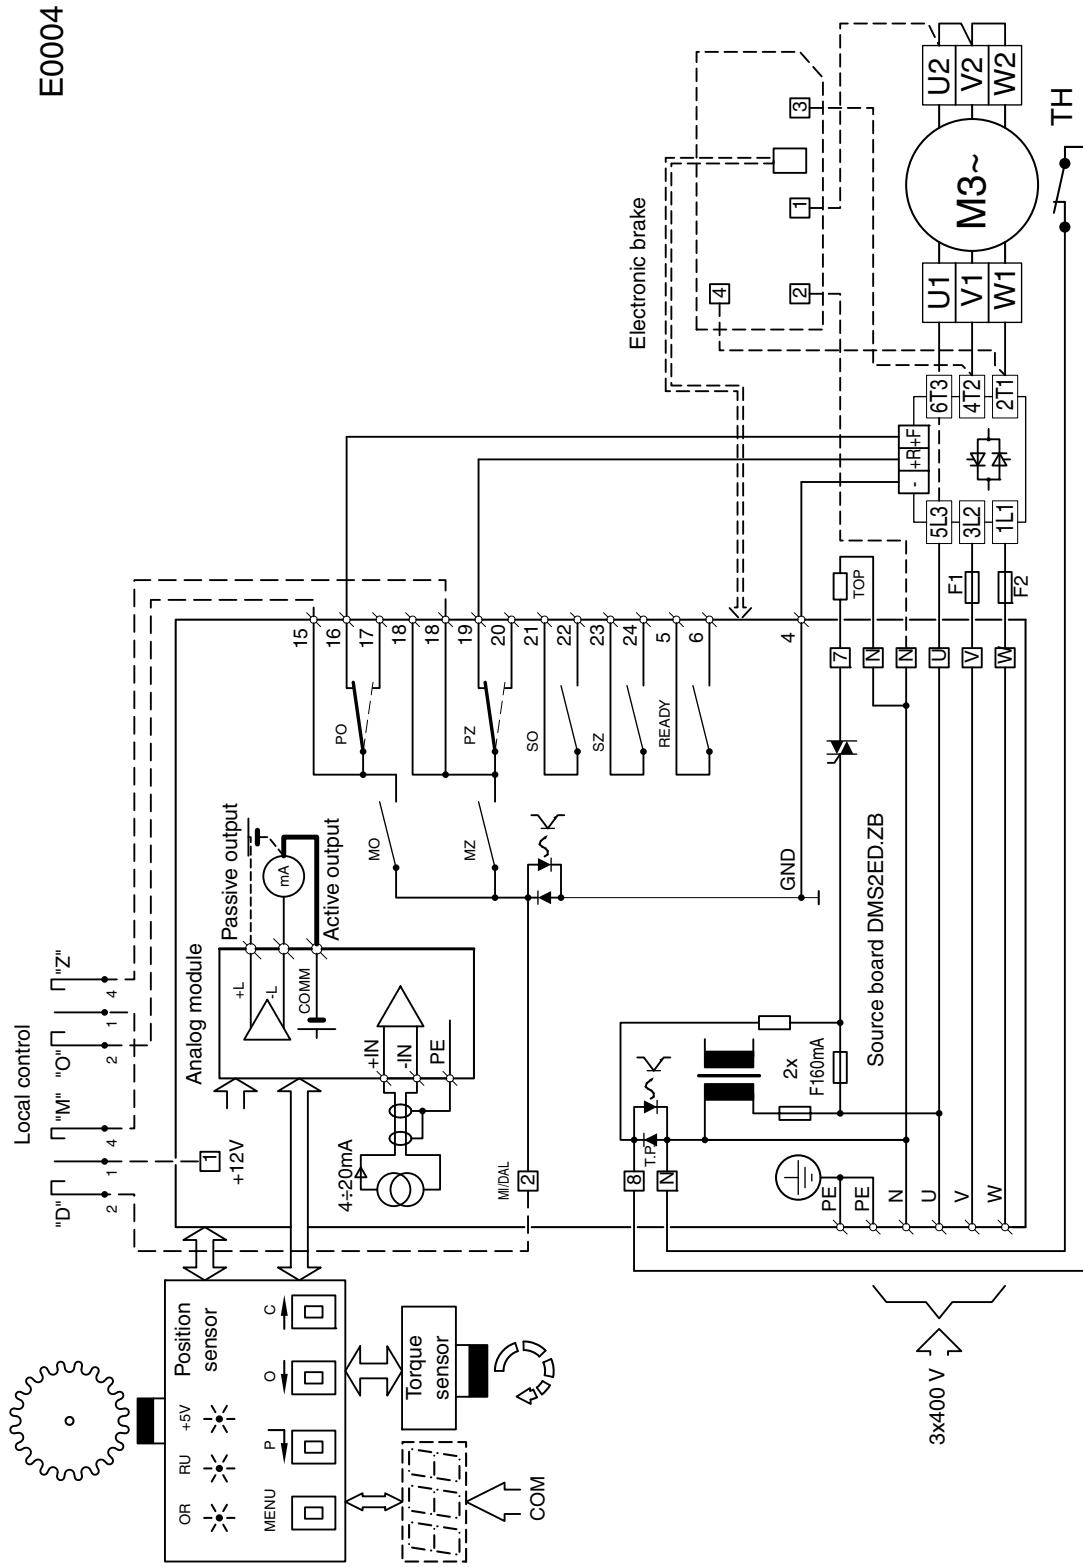 E0004
Local control
"D" "M" "O" "Z"
2 1 4 2 1 4
Position
sensor
OR RU +5V
MENU P O C
Torque
sensor
COM
1
+12V
Analog module
Passive output
+L
-L
mA
COMM
Active output
+IN
-IN
PE
4÷20mA
MI/DAL
2
PO
MO
PZ
MZ
SO
SZ
READY
GND
15
16
17
18
18
19
20
21
22
23
24
5
6
4
Electronic brake
4
2
1
3
8
T.P.
N
2x
F160mA
Source board DMS2ED.ZB
7
TOP
N
N
U
V
W
PE
PE
N
U
V
W
3x400 V
F1
F2
- +R +F
5L3 6T3
3L2 4T2
1L1 2T1
U1
V1
W1
M3~
U2
V2
W2
TH